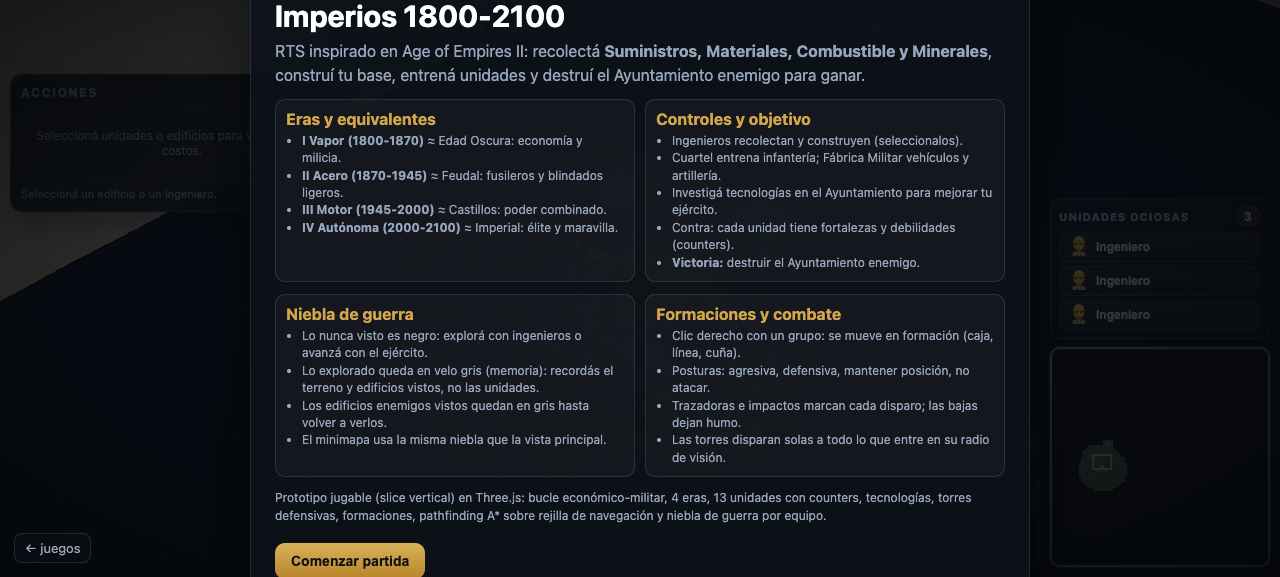 Imperios 1800-2100
RTS inspirado en Age of Empires II: recolectá Suministros, Materiales, Combustible y Minerales,
construí tu base, entrená unidades y destruí el Ayuntamiento enemigo para ganar.
ACCIONES
Seleccioná unidades o edificios para v
costos.
Seleccioná un edificio o un Ingeniero.
Eras y equivalentes
• I Vapor (1800-1870) ≈ Edad Oscura: economía y
milicia.
• II Acero (1870-1945) ≈ Feudal: fusileros y blindados
ligeros.
• III Motor (1945-2000) ≈ Castillos: poder combinado.
• IV Autónoma (2000-2100) ≈ Imperial: élite y maravilla.
Controles y objetivo
• Ingenieros recolectan y construyen (seleccionalos).
• Cuartel entrena infantería; Fábrica Militar vehículos y
artillería.
• Investigá tecnologías en el Ayuntamiento para mejorar tu
ejército.
• Contra: cada unidad tiene fortalezas y debilidades
(counters).
• Victoria: destruir el Ayuntamiento enemigo.
Niebla de guerra
• Lo nunca visto es negro: explorá con ingenieros o
avanzá con el ejército.
• Lo explorado queda en velo gris (memoria): recordás el
terreno y edificios vistos, no las unidades.
• Los edificios enemigos vistos quedan en gris hasta
volver a verlos.
• El minimapa usa la misma niebla que la vista principal.
Formaciones y combate
• Clic derecho con un grupo: se mueve en formación (caja,
línea, cuña).
• Posturas: agresiva, defensiva, mantener posición, no
atacar.
• Trazadoras e impactos marcan cada disparo; las bajas
dejan humo.
• Las torres disparan solas a todo lo que entre en su radio
de visión.
UNIDADES OCIOSAS 3
Ingeniero
Ingeniero
Ingeniero
Prototipo jugable (slice vertical) en Three.js: bucle económico-militar, 4 eras, 13 unidades con counters, tecnologías, torres
defensivas, formaciones, pathfinding A* sobre rejilla de navegación y niebla de guerra por equipo.
← juegos
Comenzar partida